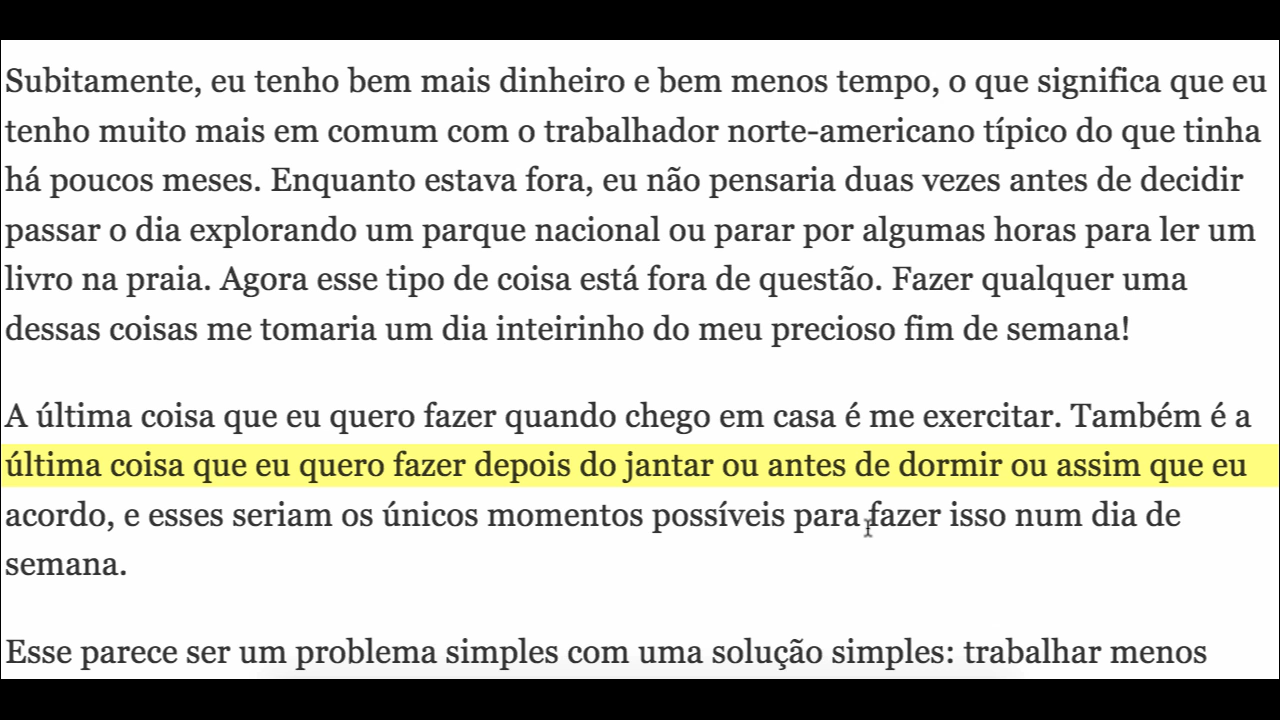 Subitamente, eu tenho bem mais dinheiro e bem menos tempo, o que significa que eu
tenho muito mais em comum com o trabalhador norte-americano típico do que tinha
há poucos meses. Enquanto estava fora, eu não pensaria duas vezes antes de decidir
passar o dia explorando um parque nacional ou parar por algumas horas para ler um
livro na praia. Agora esse tipo de coisa está fora de questão. Fazer qualquer uma
dessas coisas me tomaria um dia inteirinho do meu precioso fim de semana!
A última coisa que eu quero fazer quando chego em casa é me exercitar. Também é a
última coisa que eu quero fazer depois do jantar ou antes de dormir ou assim que eu
acordo, e esses seriam os únicos momentos possíveis para fazer isso num dia de
semana.
Esse parece ser um problema simples com uma solução simples: trabalhar menos